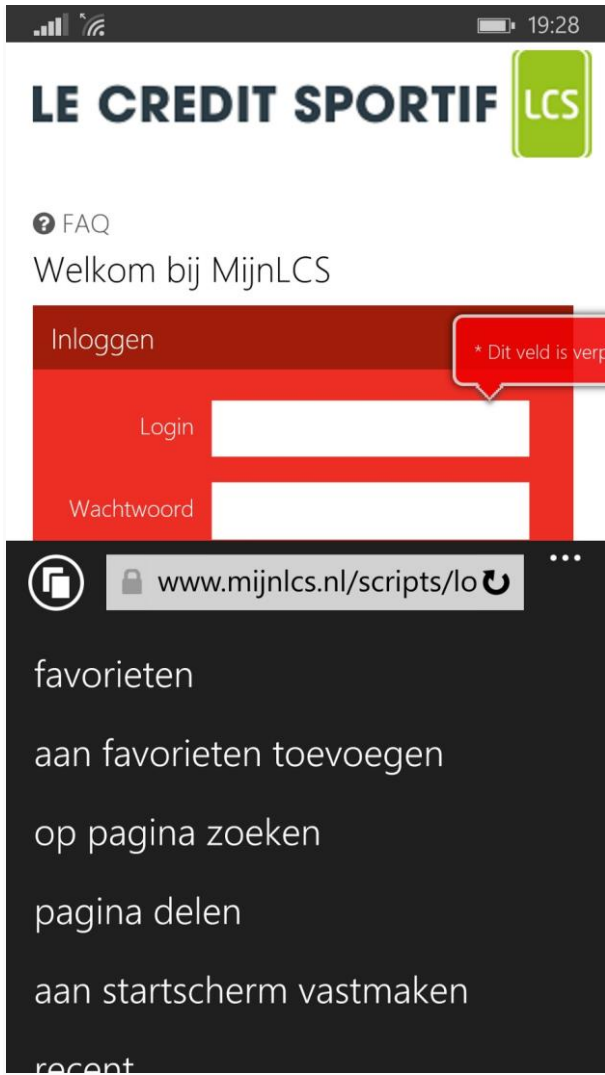 19:28
LE CREDIT SPORTIF LCS
? FAQ
Welkom bij MijnLCS
Inloggen
* Dit veld is verp
Login
Wachtwoord
www.mijnlcs.nl/scripts/lo
favorieten
aan favorieten toevoegen
op pagina zoeken
pagina delen
aan startscherm vastmaken
recent